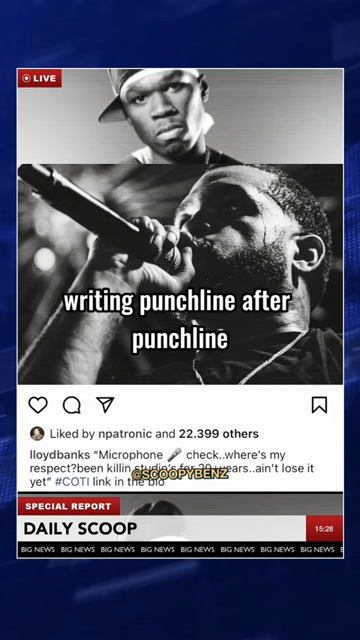 LIVE
writing punchline after
punchline
Liked by npatronic and 22.399 others
lloydbanks “Microphone 🎤 check..where’s my
respect?been killin studio’s for 20 years..ain’t lose it
yet” #COTI link in the bio
@SCOOPYBENZ
SPECIAL REPORT
DAILY SCOOP
15:28
BIG NEWS BIG NEWS BIG NEWS BIG NEWS BIG NEWS BIG NEWS BIG NEWS BIG NEWS